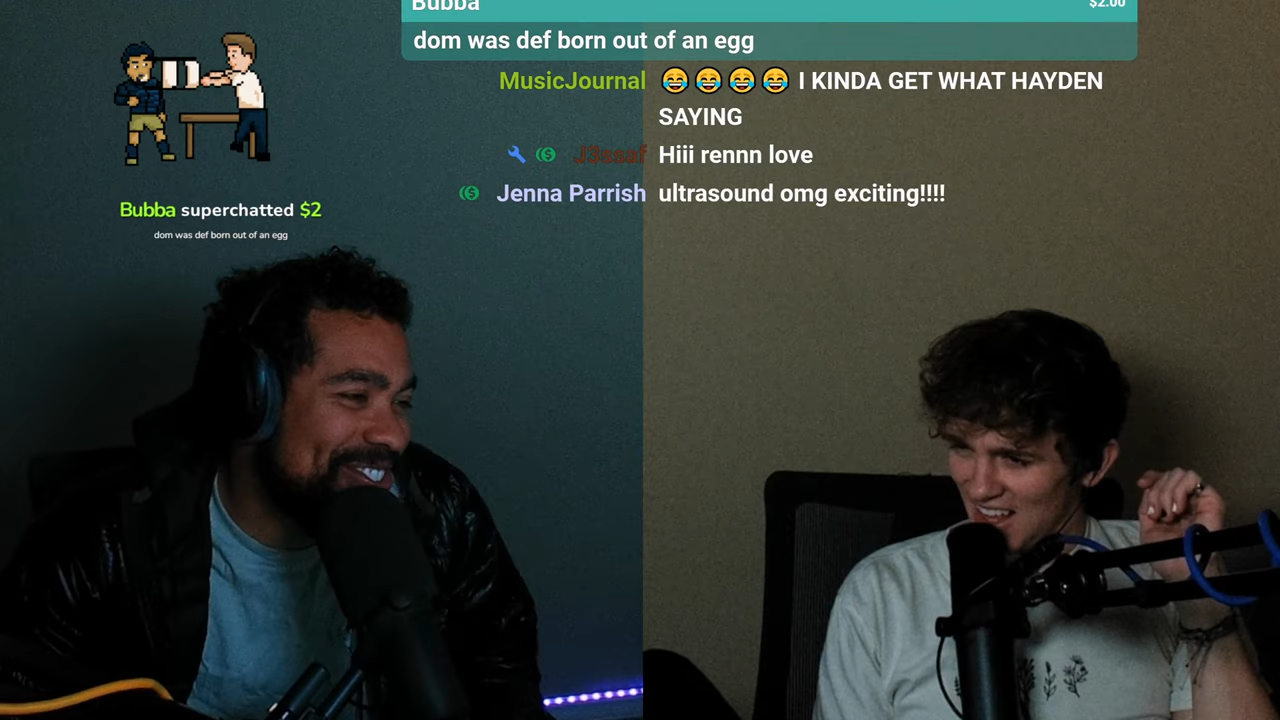 Bubba $2.00
dom was def born out of an egg
MusicJournal 😂😂😂😂 I KINDA GET WHAT HAYDEN
SAYING
J3ssaf Hiii rennn love
Jenna Parrish ultrasound omg exciting!!!!
Bubba superchatted $2
dom was def born out of an egg